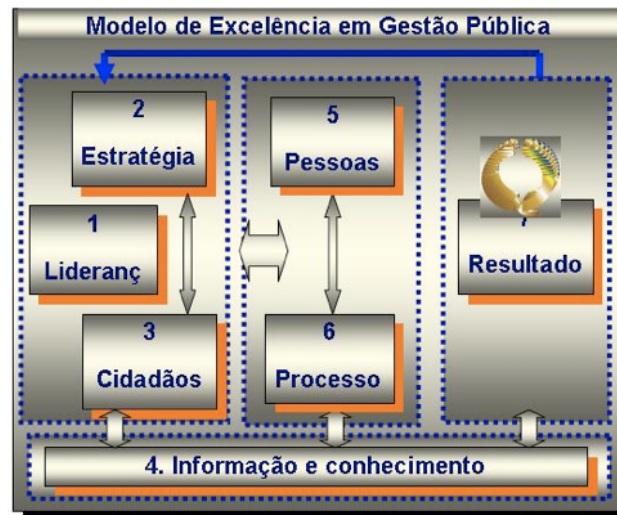 Modelo de Excelência em Gestão Pública
2
Estratégia
1
Lideranç
3
Cidadãos
5
Pessoas
6
Processo
Resultado
4. Informação e conhecimento